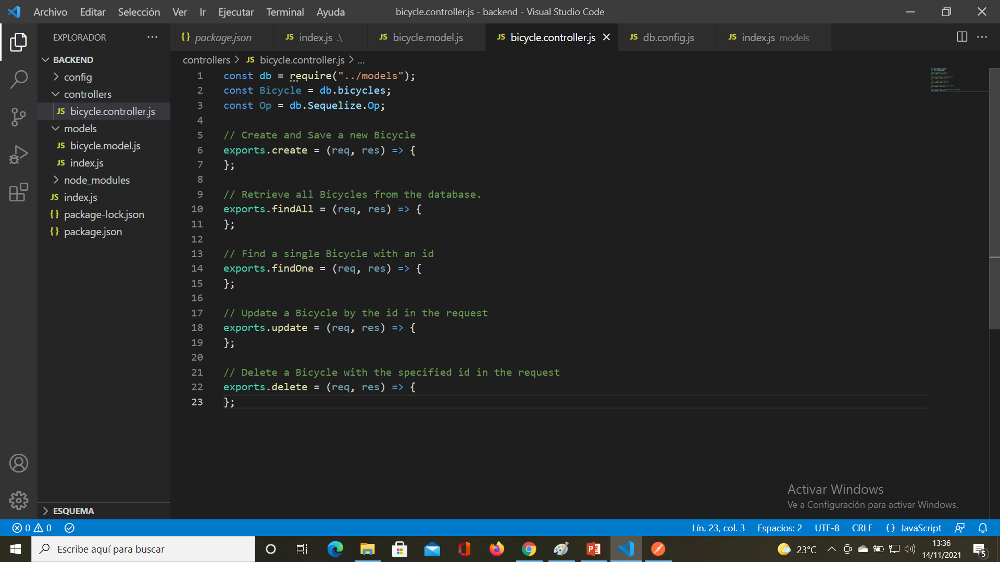 Archivo Editar Selección Ver Ir Ejecutar Terminal Ayuda bicycle.controller.js - backend - Visual Studio Code
EXPLORADOR ...
{} package.json JS index.js .\ JS bicycle.model.js JS bicycle.controller.js JS db.config.js JS index.js models
BACKEND
config
controllers
JS bicycle.controller.js
models
JS bicycle.model.js
JS index.js
node_modules
JS index.js
{} package-lock.json
{} package.json
ESQUEMA
controllers > JS bicycle.controller.js > ...
1 const db = require("../models");
2 const Bicycle = db.bicycles;
3 const Op = db.Sequelize.Op;
4
5 // Create and Save a new Bicycle
6 exports.create = (req, res) => {
7 };
8
9 // Retrieve all Bicycles from the database.
10 exports.findAll = (req, res) => {
11 };
12
13 // Find a single Bicycle with an id
14 exports.findOne = (req, res) => {
15 };
16
17 // Update a Bicycle by the id in the request
18 exports.update = (req, res) => {
19 };
20
21 // Delete a Bicycle with the specified id in the request
22 exports.delete = (req, res) => {
23 };
Activar Windows
Ve a Configuración para activar Windows.
0 0 Lín. 23, col. 3 Espacios: 2 UTF-8 CRLF {} JavaScript
Escribe aquí para buscar 23°C 13:36
14/11/2021 5